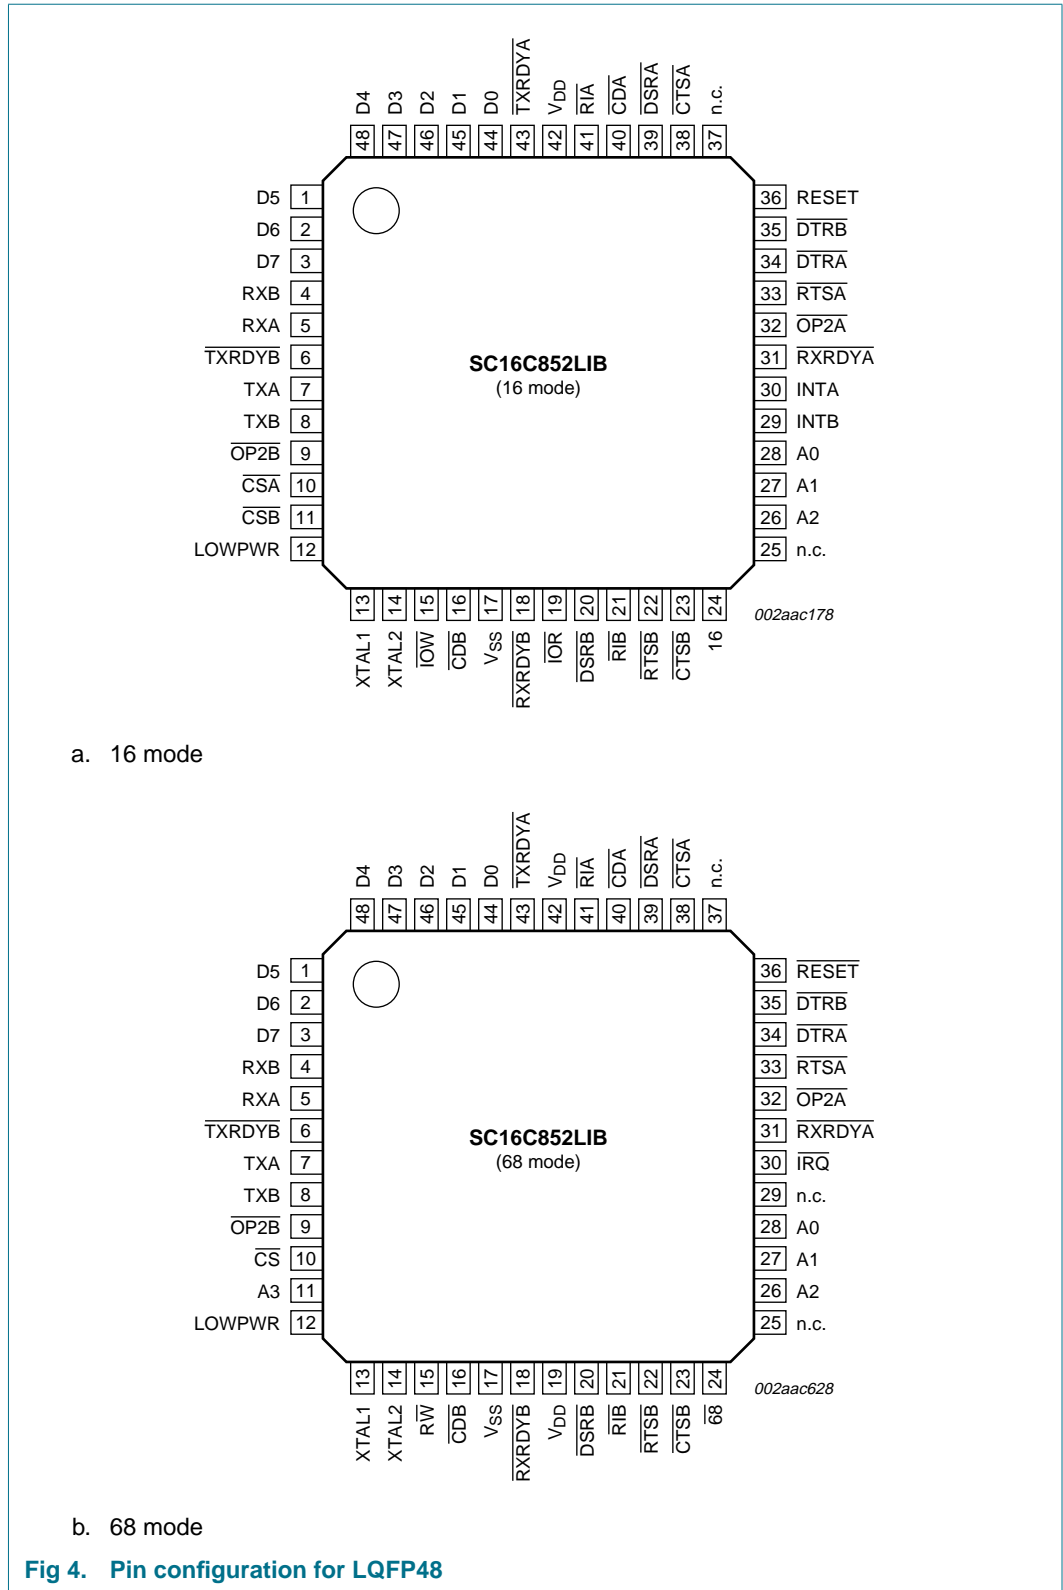 D4 D3 D2 D1 D0 TXRDYA VDD RIA CDA DSRA CTSA n.c.
48 47 46 45 44 43 42 41 40 39 38 37
D5 1 36 RESET
D6 2 35 DTRB
D7 3 34 DTRA
RXB 4 33 RTSA
RXA 5 32 OP2A
TXRDYB 6 31 RXRDYA
SC16C852LIB
TXA 7 (16 mode) 30 INTA
TXB 8 29 INTB
OP2B 9 28 A0
CSA 10 27 A1
CSB 11 26 A2
LOWPWR 12 25 n.c.
13 14 15 16 17 18 19 20 21 22 23 24
002aac178
XTAL1 XTAL2 IOW CDB VSS RXRDYB IOR DSRB RIB RTSB CTSB 16
a. 16 mode
D4 D3 D2 D1 D0 TXRDYA VDD RIA CDA DSRA CTSA n.c.
48 47 46 45 44 43 42 41 40 39 38 37
D5 1 36 RESET
D6 2 35 DTRB
D7 3 34 DTRA
RXB 4 33 RTSA
RXA 5 32 OP2A
TXRDYB 6 31 RXRDYA
SC16C852LIB
TXA 7 (68 mode) 30 IRQ
TXB 8 29 n.c.
OP2B 9 28 A0
CS 10 27 A1
A3 11 26 A2
LOWPWR 12 25 n.c.
13 14 15 16 17 18 19 20 21 22 23 24
002aac628
XTAL1 XTAL2 RW CDB VSS RXRDYB VDD DSRB RIB RTSB CTSB 68
b. 68 mode
Fig 4. Pin configuration for LQFP48